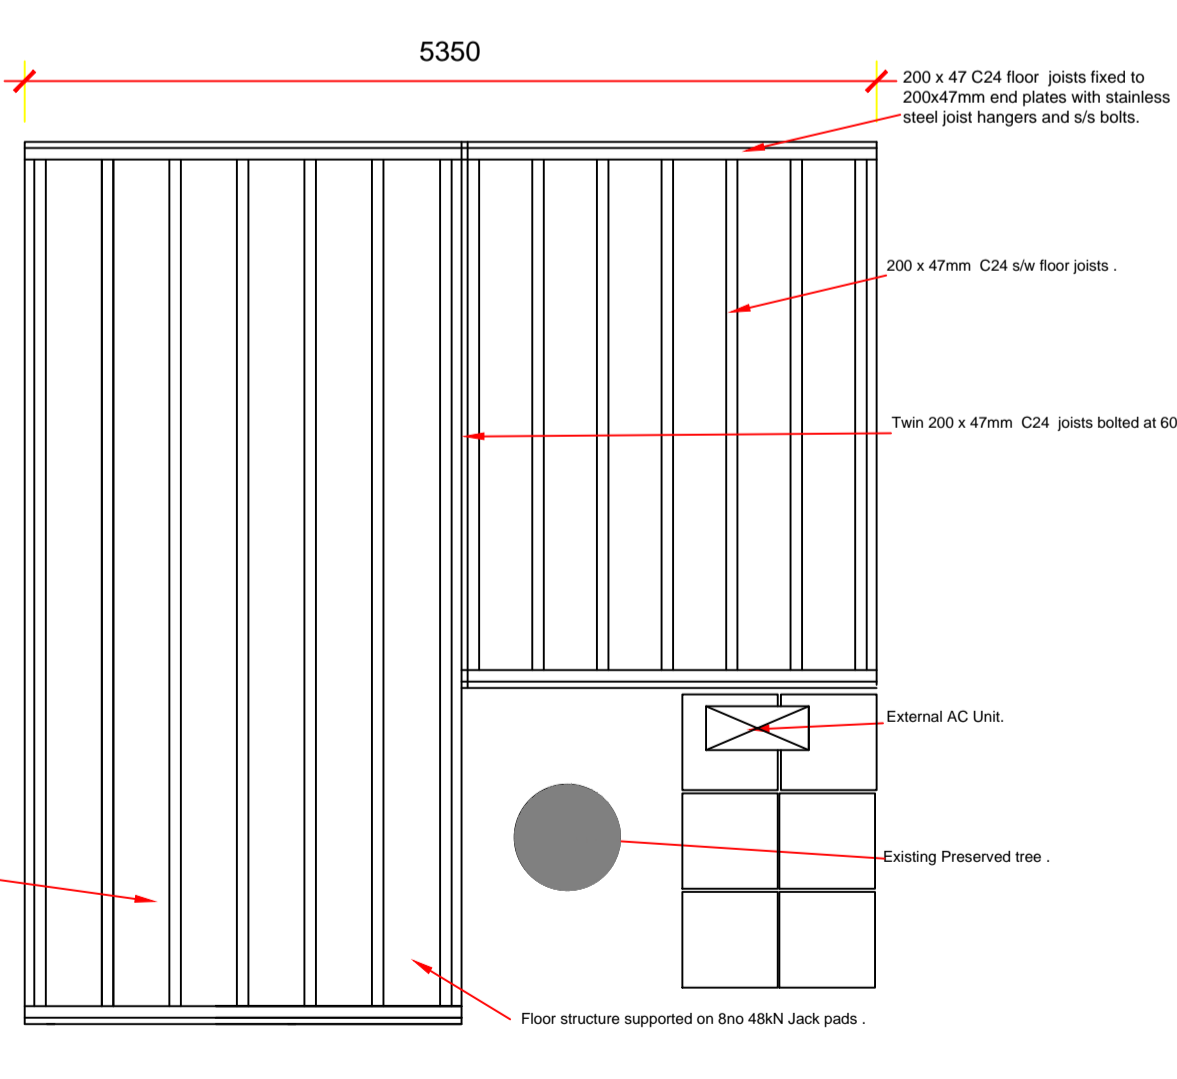 5350
200 x 47 C24 floor joists fixed to
200x47mm end plates with stainless
steel joist hangers and s/s bolts.
200 x 47mm C24 s/w floor joists .
Twin 200 x 47mm C24 joists bolted at 60
External AC Unit.
Existing Preserved tree .
Floor structure supported on 8no 48kN Jack pads .